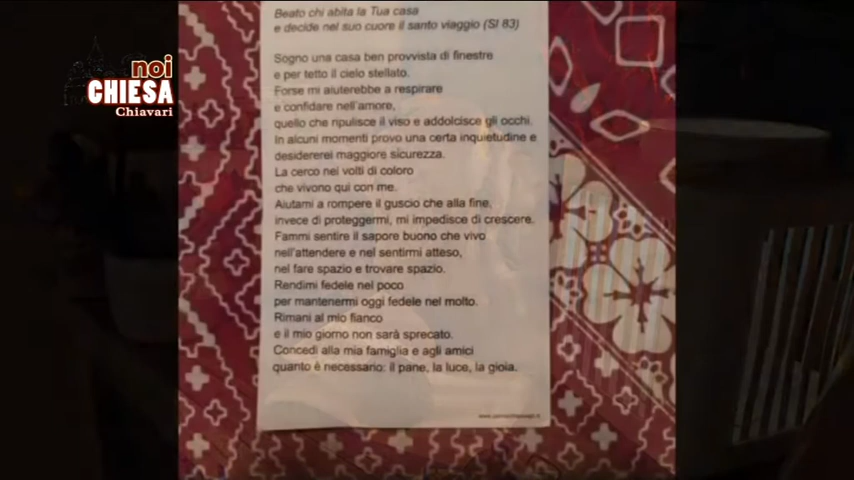 noi
CHIESA
Chiavari
Beato chi abita la Tua casa
e decide nel suo cuore il santo viaggio (Sl 83)
Sogno una casa ben provvista di finestre
e per tetto il cielo stellato.
Forse mi aiuterebbe a respirare
e confidare nell'amore,
quello che ripulisce il viso e addolcisce gli occhi.
In alcuni momenti provo una certa inquietudine e
desidererei maggiore sicurezza.
La cerco nei volti di coloro
che vivono qui con me.
Aiutami a rompere il guscio che alla fine,
invece di proteggermi, mi impedisce di crescere.
Fammi sentire il sapore buono che vivo
nell'attendere e nel sentirmi atteso,
nel fare spazio e trovare spazio.
Rendimi fedele nel poco
per mantenermi oggi fedele nel molto.
Rimani al mio fianco
e il mio giorno non sarà sprecato.
Concedi alla mia famiglia e agli amici
quanto è necessario: il pane, la luce, la gioia.